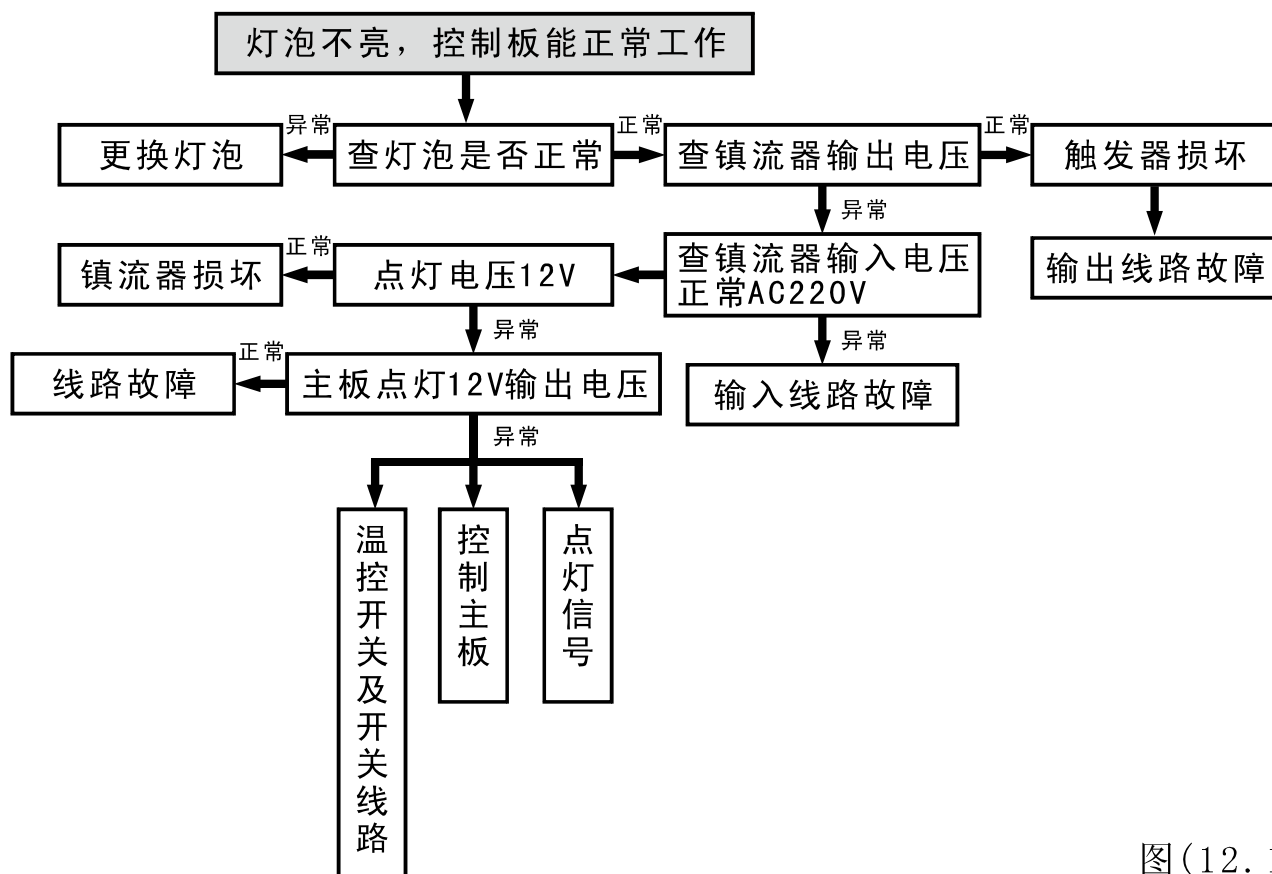 灯泡不亮，控制板能正常工作
异常
正常
正常
更换灯泡
查灯泡是否正常
查镇流器输出电压
触发器损坏
异常
正常
镇流器损坏
点灯电压12V
查镇流器输入电压
正常AC220V
输出线路故障
异常
异常
正常
线路故障
主板点灯12V输出电压
输入线路故障
异常
温控开关及开关线路
控制主板
点灯信号
图(12.